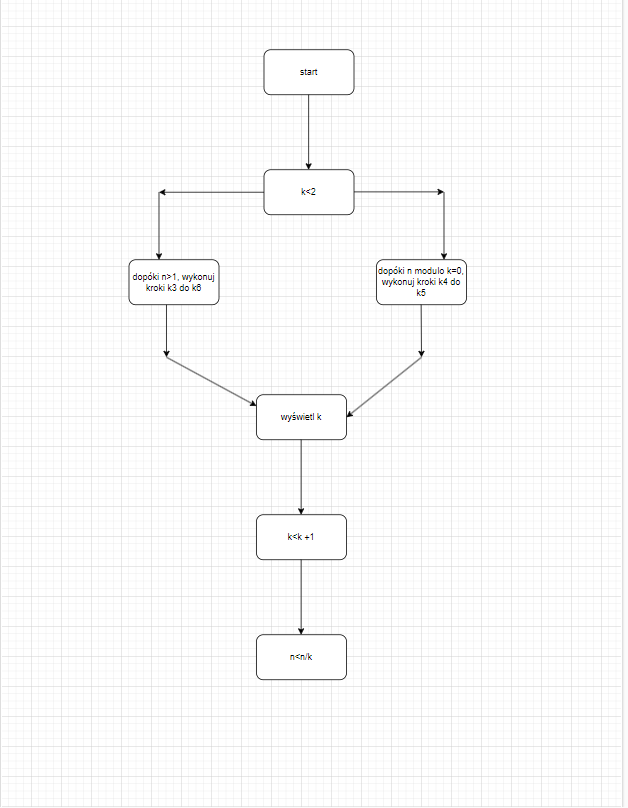 start
k<2
dopóki n>1, wykonuj
kroki k3 do k6
dopóki n modulo k=0,
wykonuj kroki k4 do
k5
wyświetl k
k<k +1
n<n/k